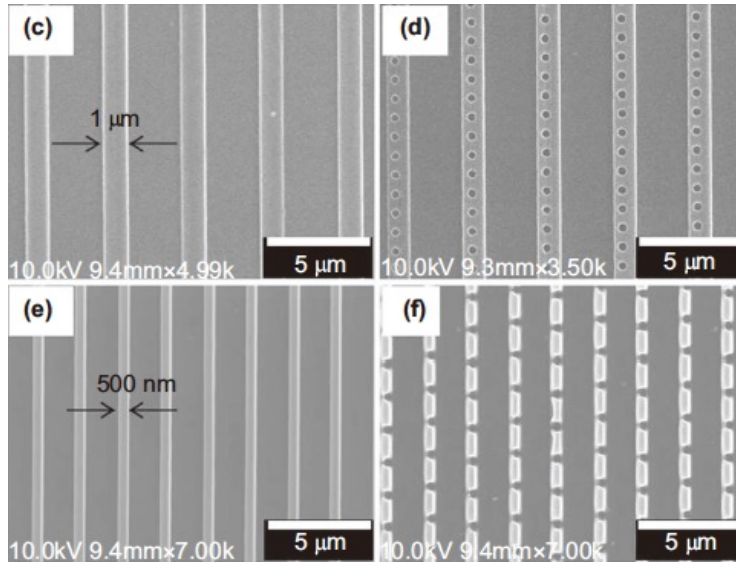 (c)
1 μm
5 μm
10.0kV 9.4mm×4.99k
(d)
5 μm
10.0kV 9.3mm×3.50k
(e)
500 nm
5 μm
10.0kV 9.4mm×7.00k
(f)
5 μm
10.0kV 9.4mm×7.00k